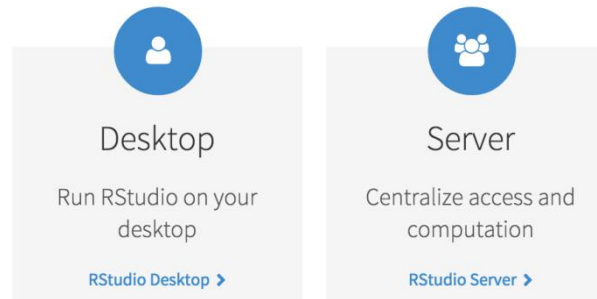 Desktop
Run RStudio on your
desktop
RStudio Desktop >
Server
Centralize access and
computation
RStudio Server >